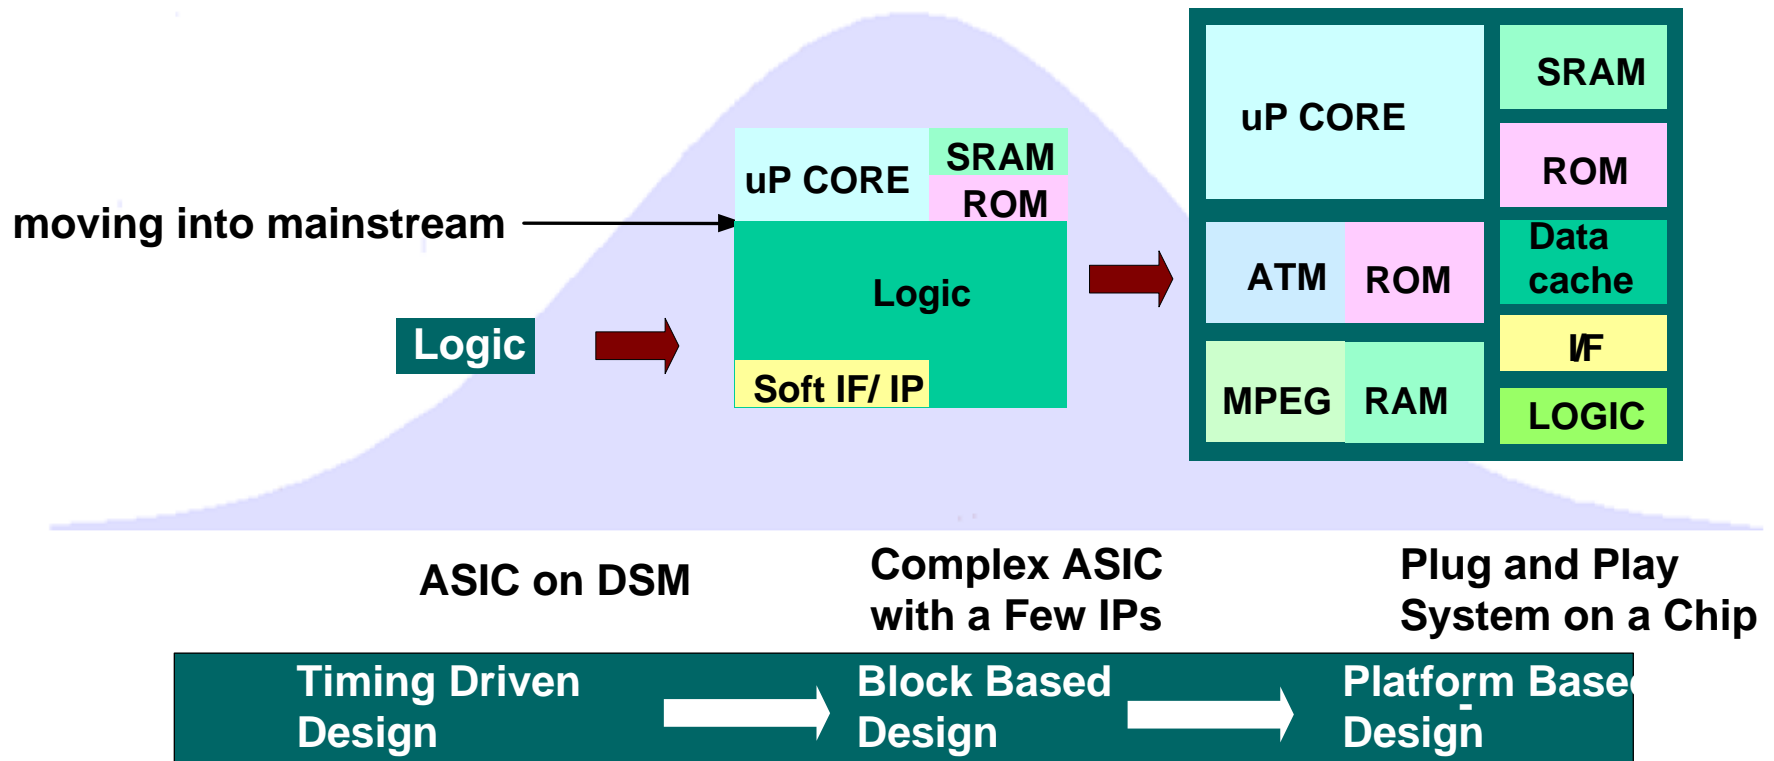 moving into mainstream
Logic
uP CORE
SRAM
ROM
Logic
Soft IF/ IP
uP CORE
SRAM
ROM
ATM
ROM
Data
cache
I/F
MPEG
RAM
LOGIC
ASIC on DSM
Complex ASIC
with a Few IPs
Plug and Play
System on a Chip
Timing Driven
Design
Block Based
Design
Platform Based
Design